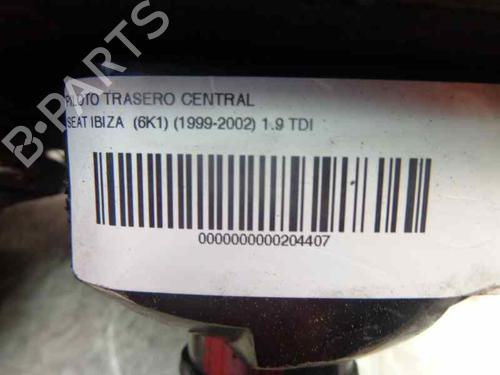 PILOTO TRASERO CENTRAL
SEAT IBIZA (6K1) (1999-2002) 1.9 TDI
0000000000204407
B-PARTS